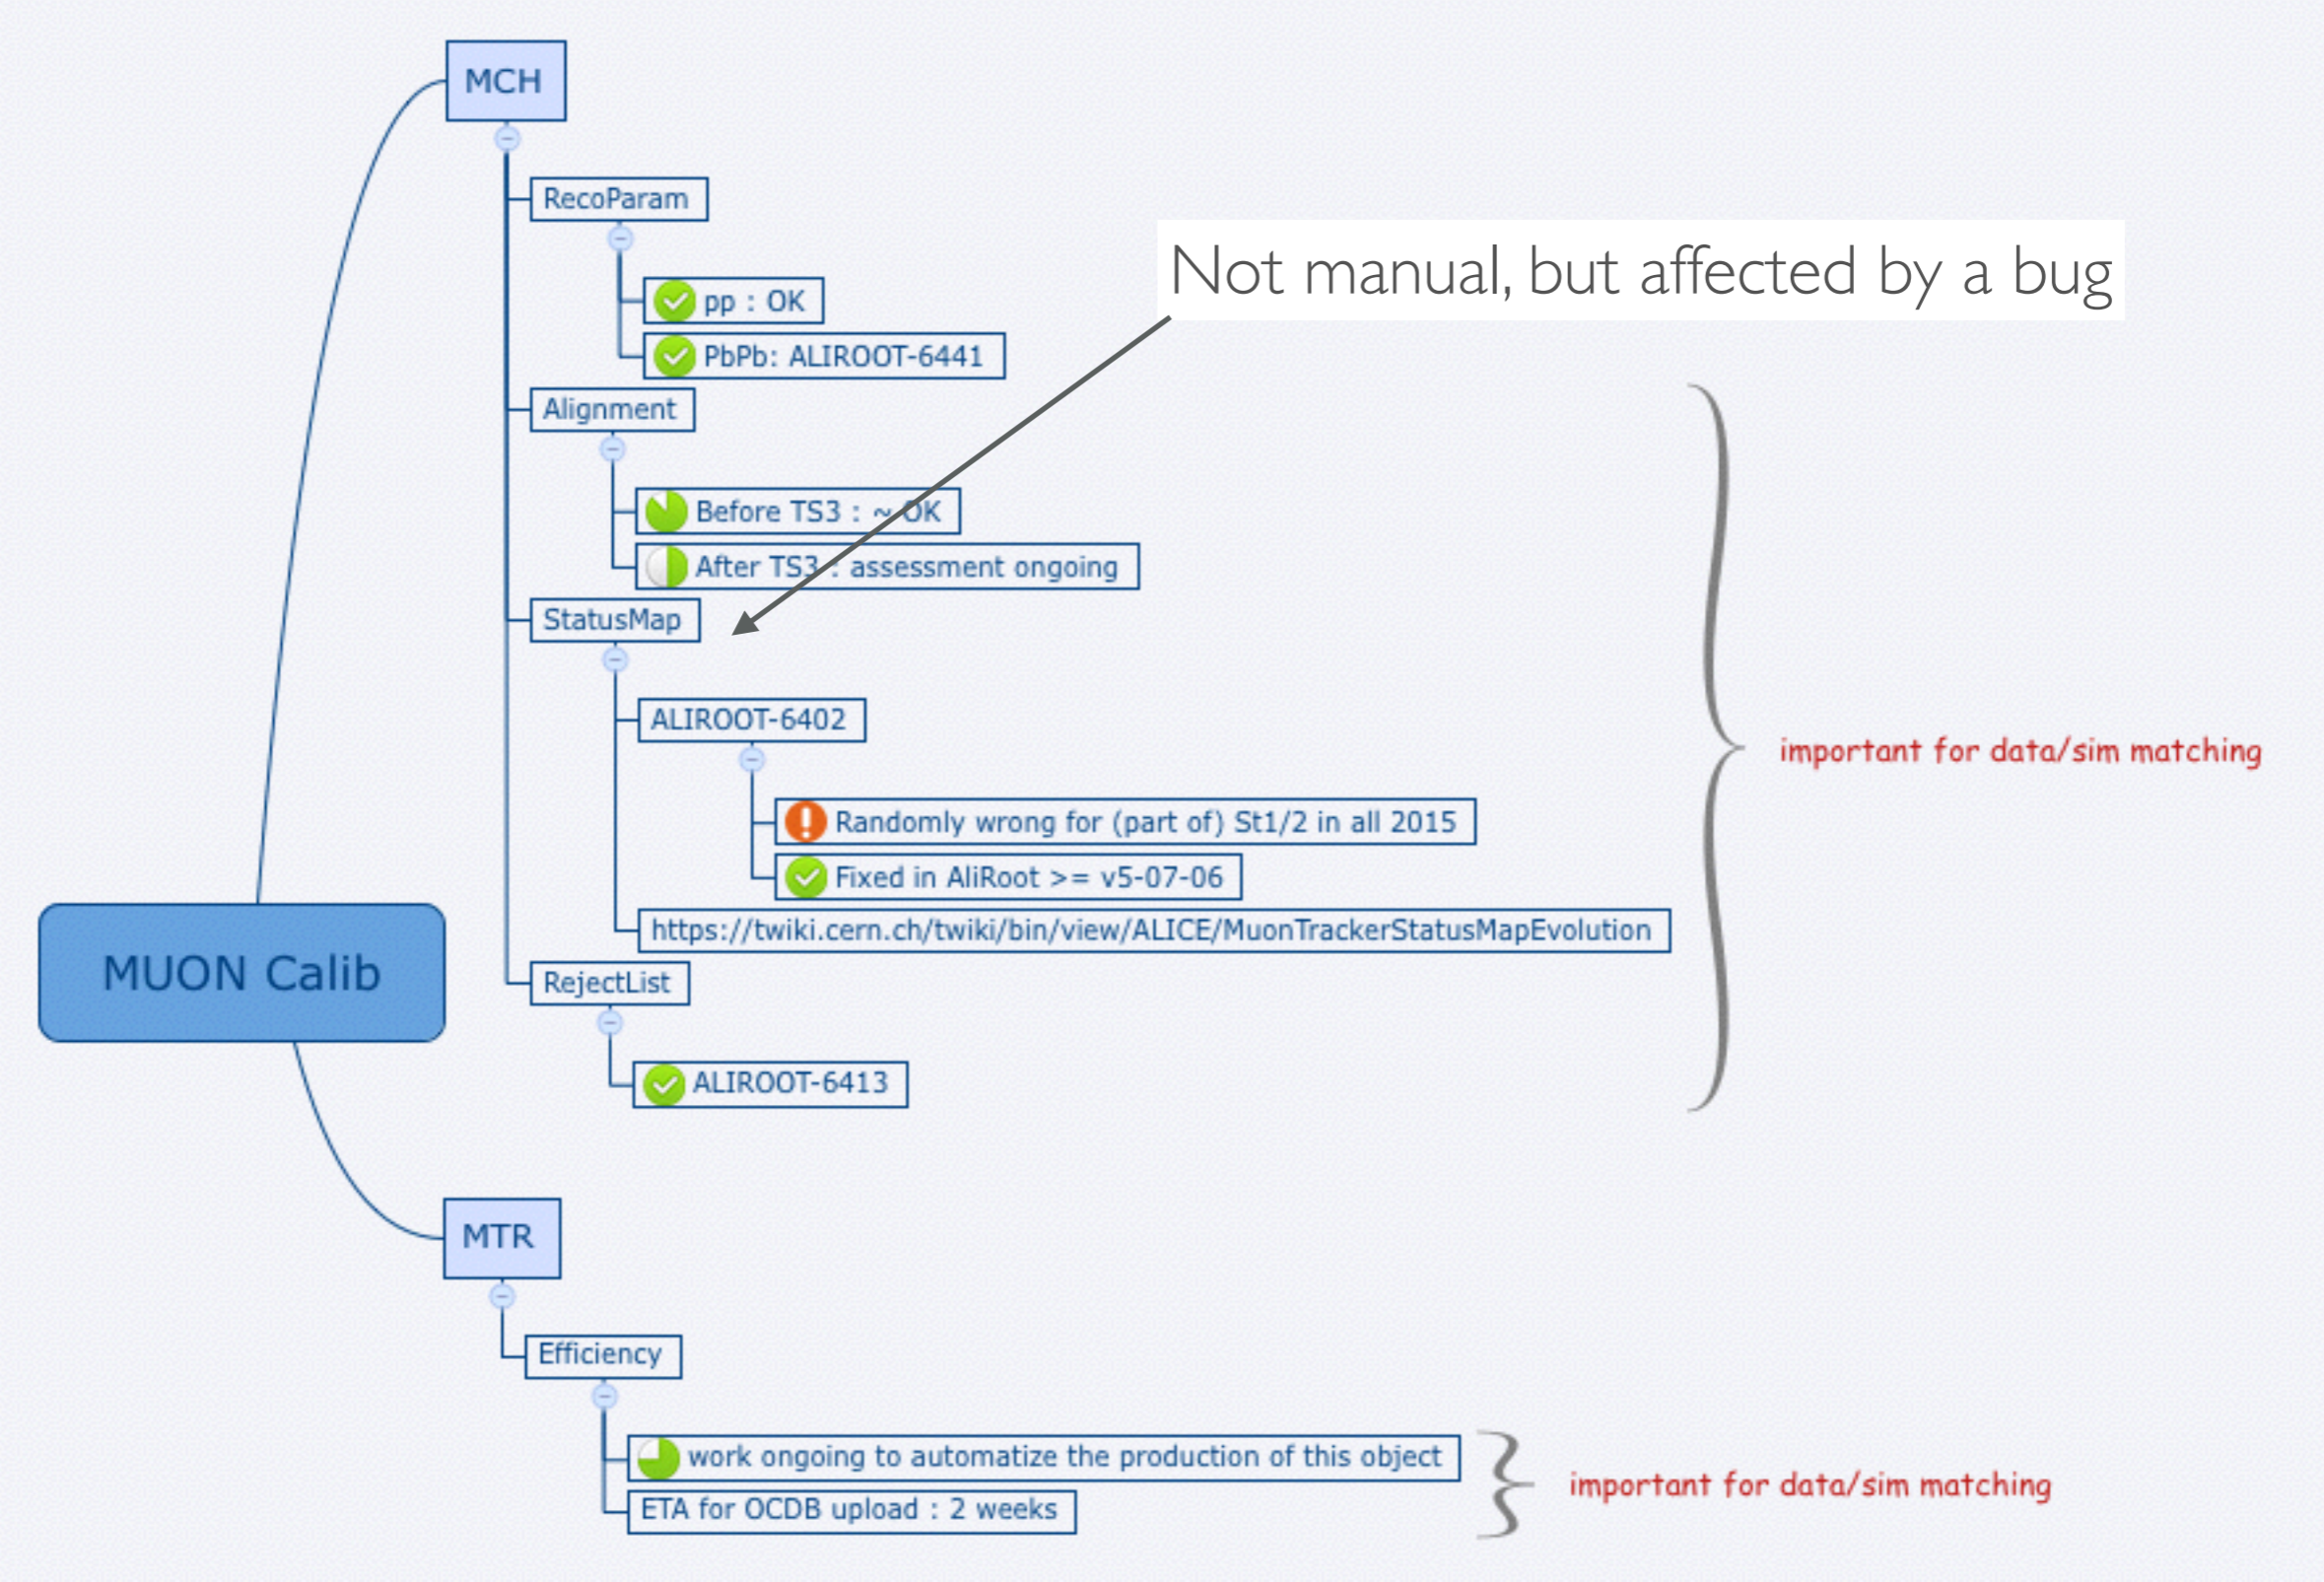 MCH
RecoParam
pp : OK
PbPb: ALIROOT-6441
Not manual, but affected by a bug
Alignment
Before TS3 : ~ OK
After TS3 : assessment ongoing
StatusMap
ALIROOT-6402
Randomly wrong for (part of) St1/2 in all 2015
Fixed in AliRoot >= v5-07-06
https://twiki.cern.ch/twiki/bin/view/ALICE/MuonTrackerStatusMapEvolution
important for data/sim matching
RejectList
ALIROOT-6413
MUON Calib
MTR
Efficiency
work ongoing to automatize the production of this object
ETA for OCDB upload : 2 weeks
important for data/sim matching